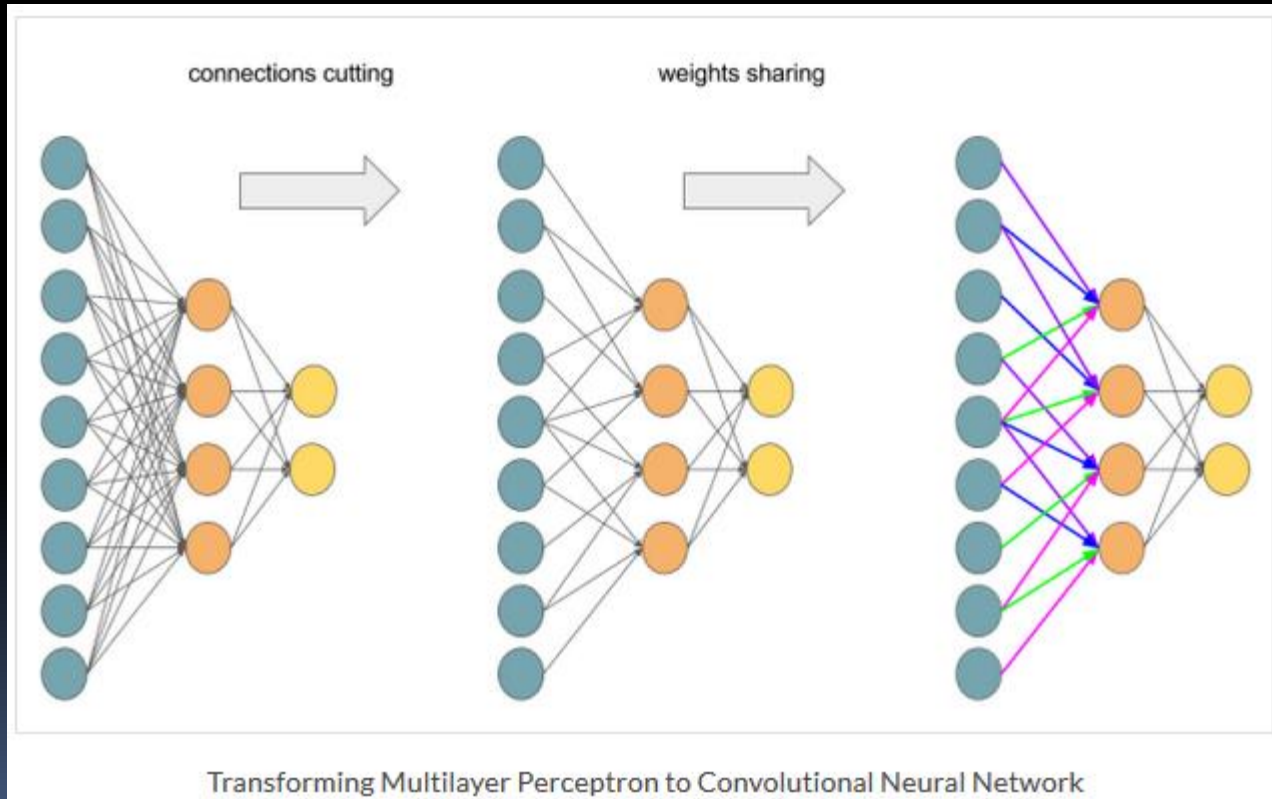 connections cutting
weights sharing
Transforming Multilayer Perceptron to Convolutional Neural Network